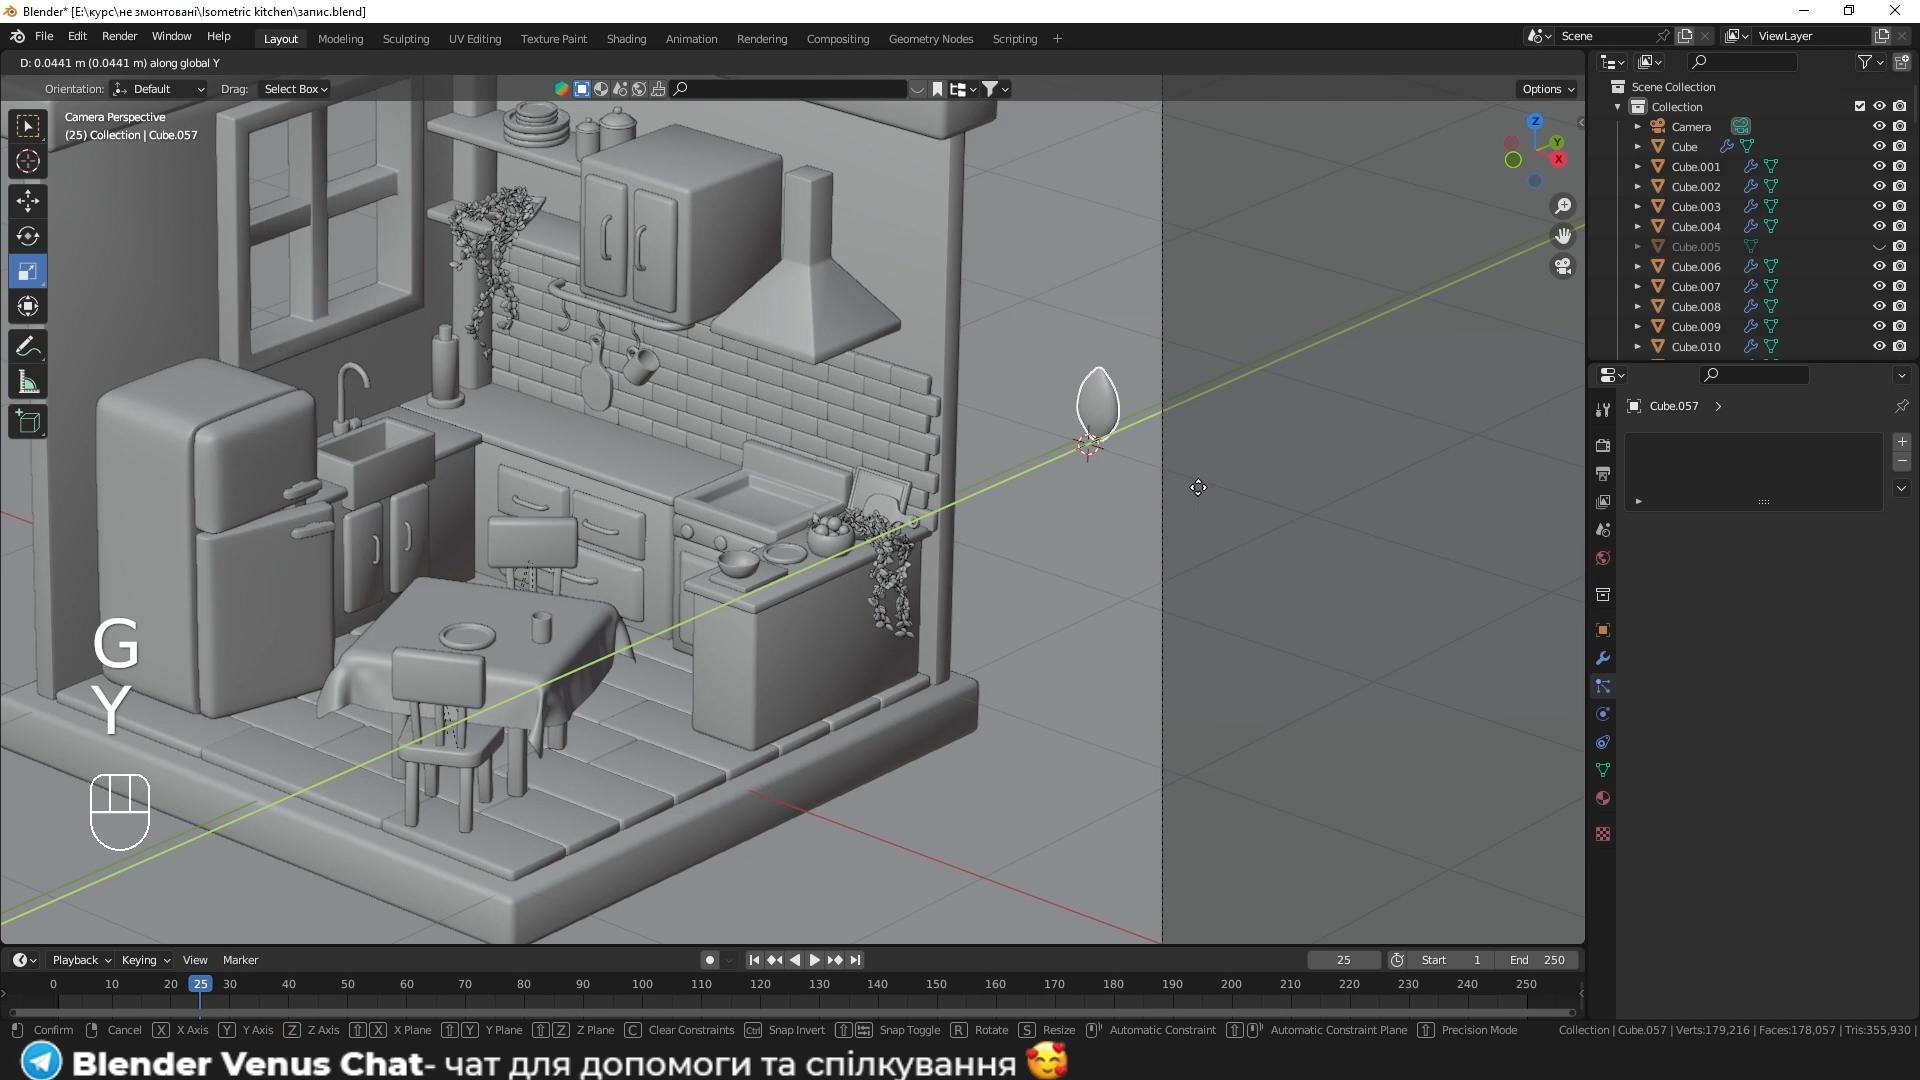 Blender* [E:\курс\не змонтовані\Isometric kitchen\запис.blend]
File Edit Render Window Help Layout Modeling Sculpting UV Editing Texture Paint Shading Animation Rendering Compositing Geometry Nodes Scripting + Scene ViewLayer
D: 0.0441 m (0.0441 m) along global Y
Orientation: Default Drag: Select Box Options
Camera Perspective
(25) Collection | Cube.057
Z
Y
X
Scene Collection
Collection
Camera
Cube
Cube.001
Cube.002
Cube.003
Cube.004
Cube.005
Cube.006
Cube.007
Cube.008
Cube.009
Cube.010
Cube.057
G
Y
Playback Keying View Marker 25 Start 1 End 250
0 10 20 25 30 40 50 60 70 80 90 100 110 120 130 140 150 160 170 180 190 200 210 220 230 240 250
Confirm Cancel X X Axis Y Y Axis Z Z Axis X X Plane Y Y Plane Z Z Plane C Clear Constraints Ctrl Snap Invert Snap Toggle R Rotate S Resize Automatic Constraint Automatic Constraint Plane Precision Mode Collection | Cube.057 | Verts:179,216 | Faces:178,057 | Tris:355,930 |
Blender Venus Chat- чат для допомоги та спілкування 🥰